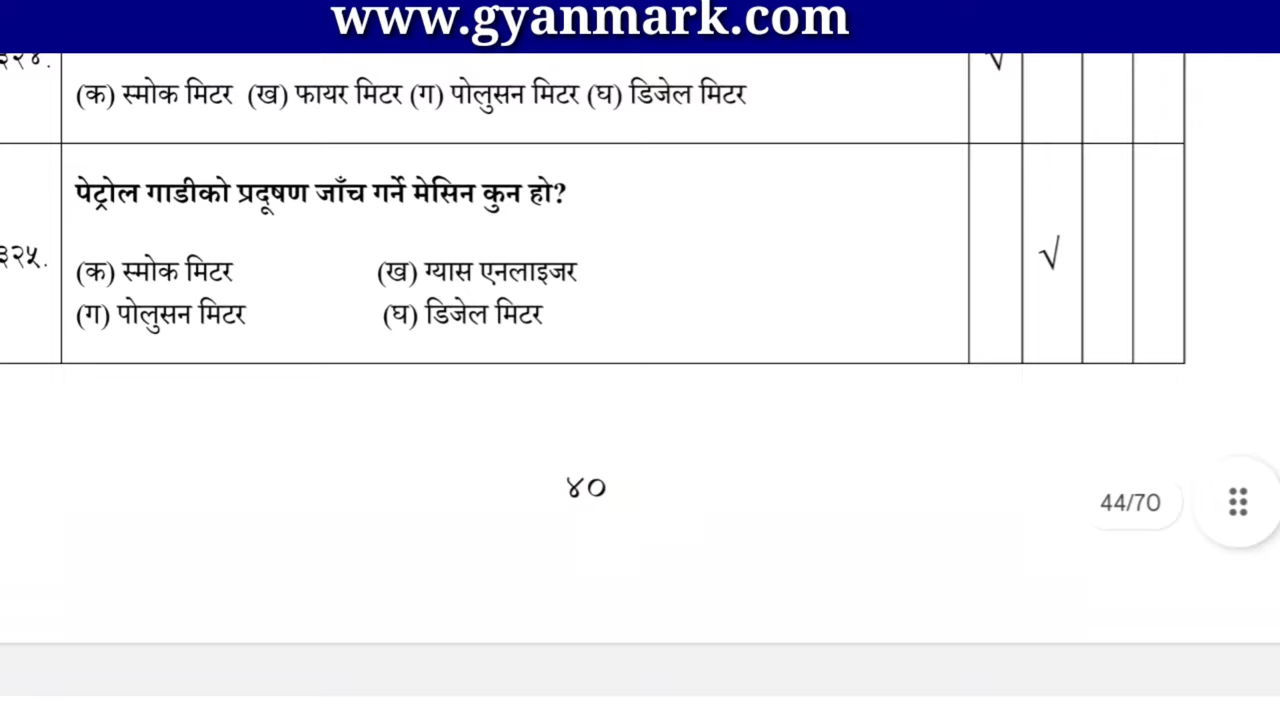 www.gyanmark.com
३२४.
√
(क) स्मोक मिटर (ख) फायर मिटर (ग) पोलुसन मिटर (घ) डिजेल मिटर
पेट्रोल गाडीको प्रदूषण जाँच गर्ने मेसिन कुन हो?
३२५.
√
(क) स्मोक मिटर (ख) ग्यास एनलाइजर
(ग) पोलुसन मिटर (घ) डिजेल मिटर
४०
44/70